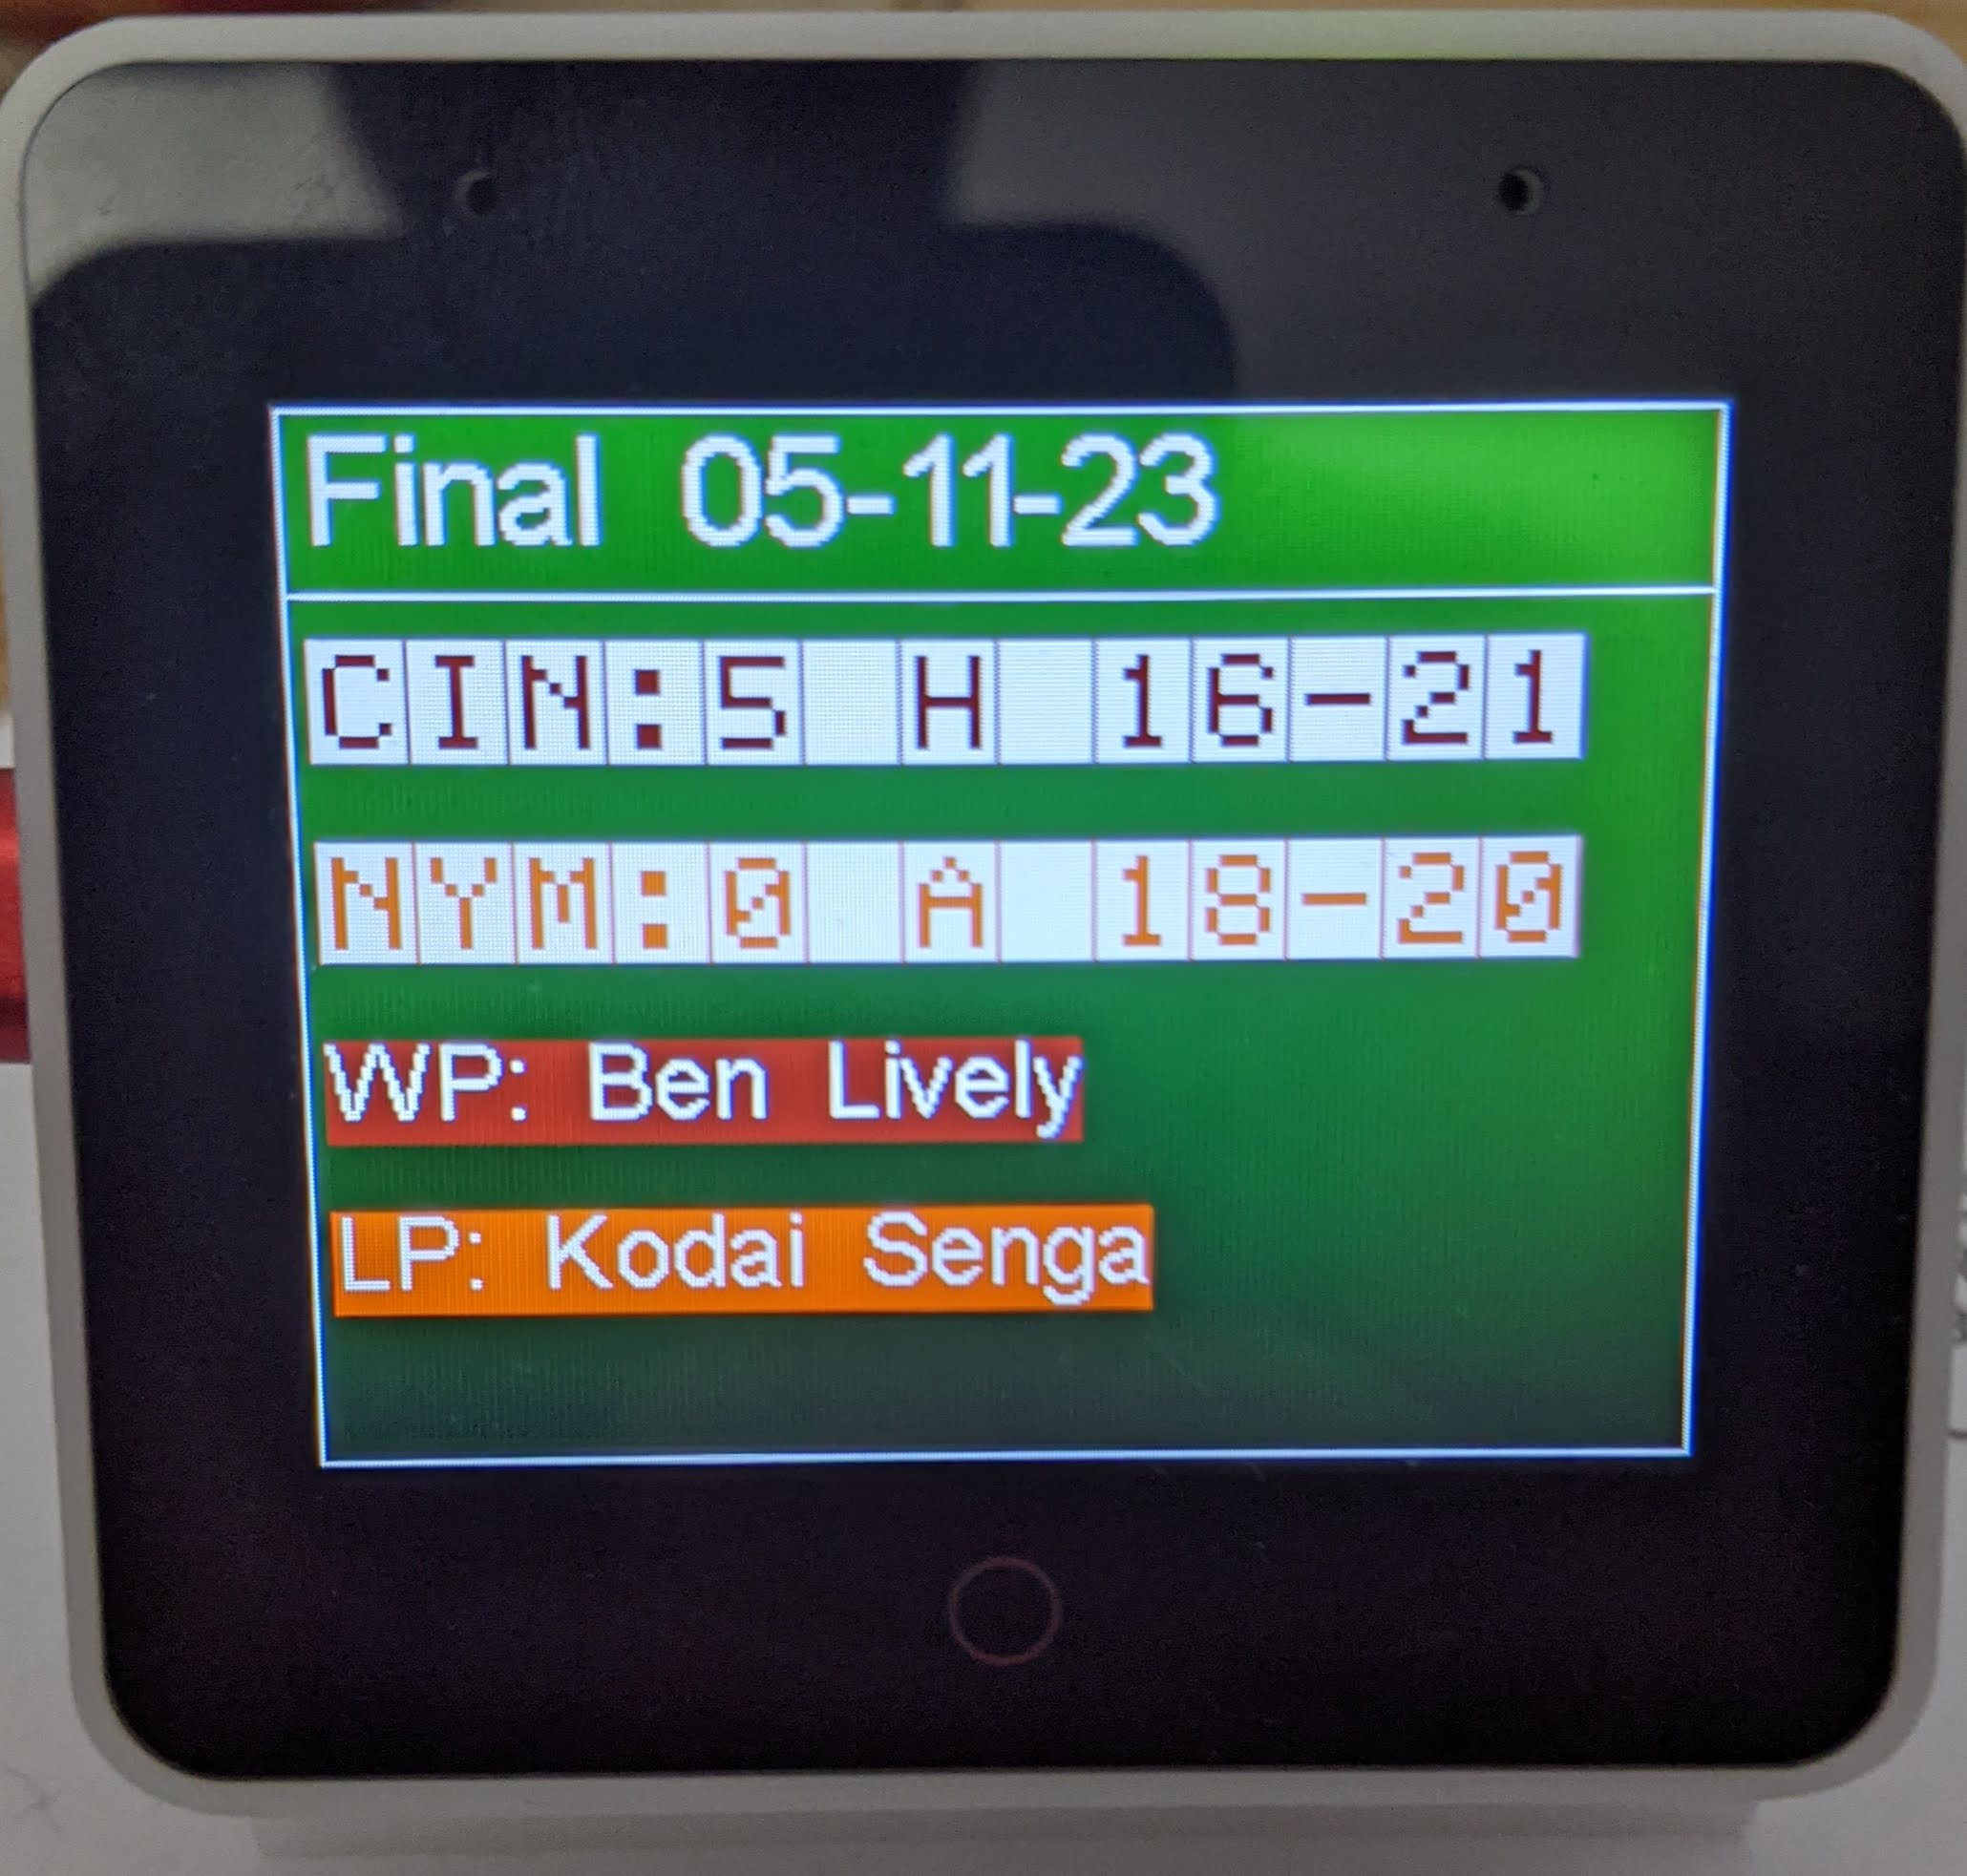 Final 05-11-23
CIN:5 H 16-21
NYM:0 A 18-20
WP: Ben Lively
LP: Kodai Senga